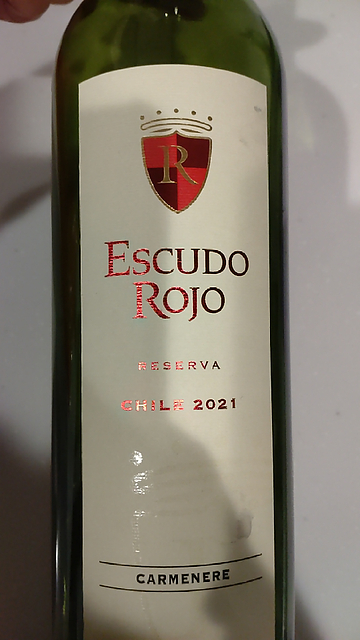 R
ESCUDO
ROJO
RESERVA
CHILE 2021
CARMENERE